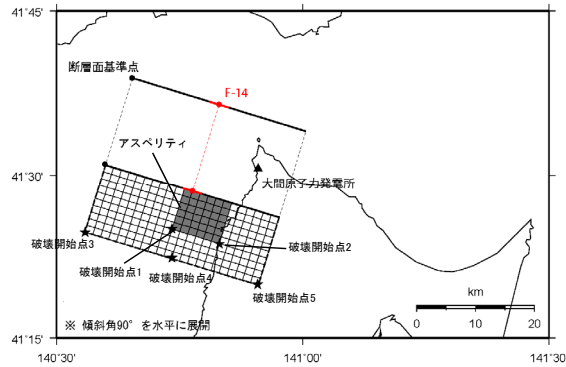 41°45'
断層面基準点
F-14
アスペリティ
41°30'
大間原子力発電所
破壊開始点3
破壊開始点2
破壊開始点1
破壊開始点4
破壊開始点5
km
0 10 20
※ 傾斜角90° を水平に展開
41°15'
140°30' 141°00' 141°30'